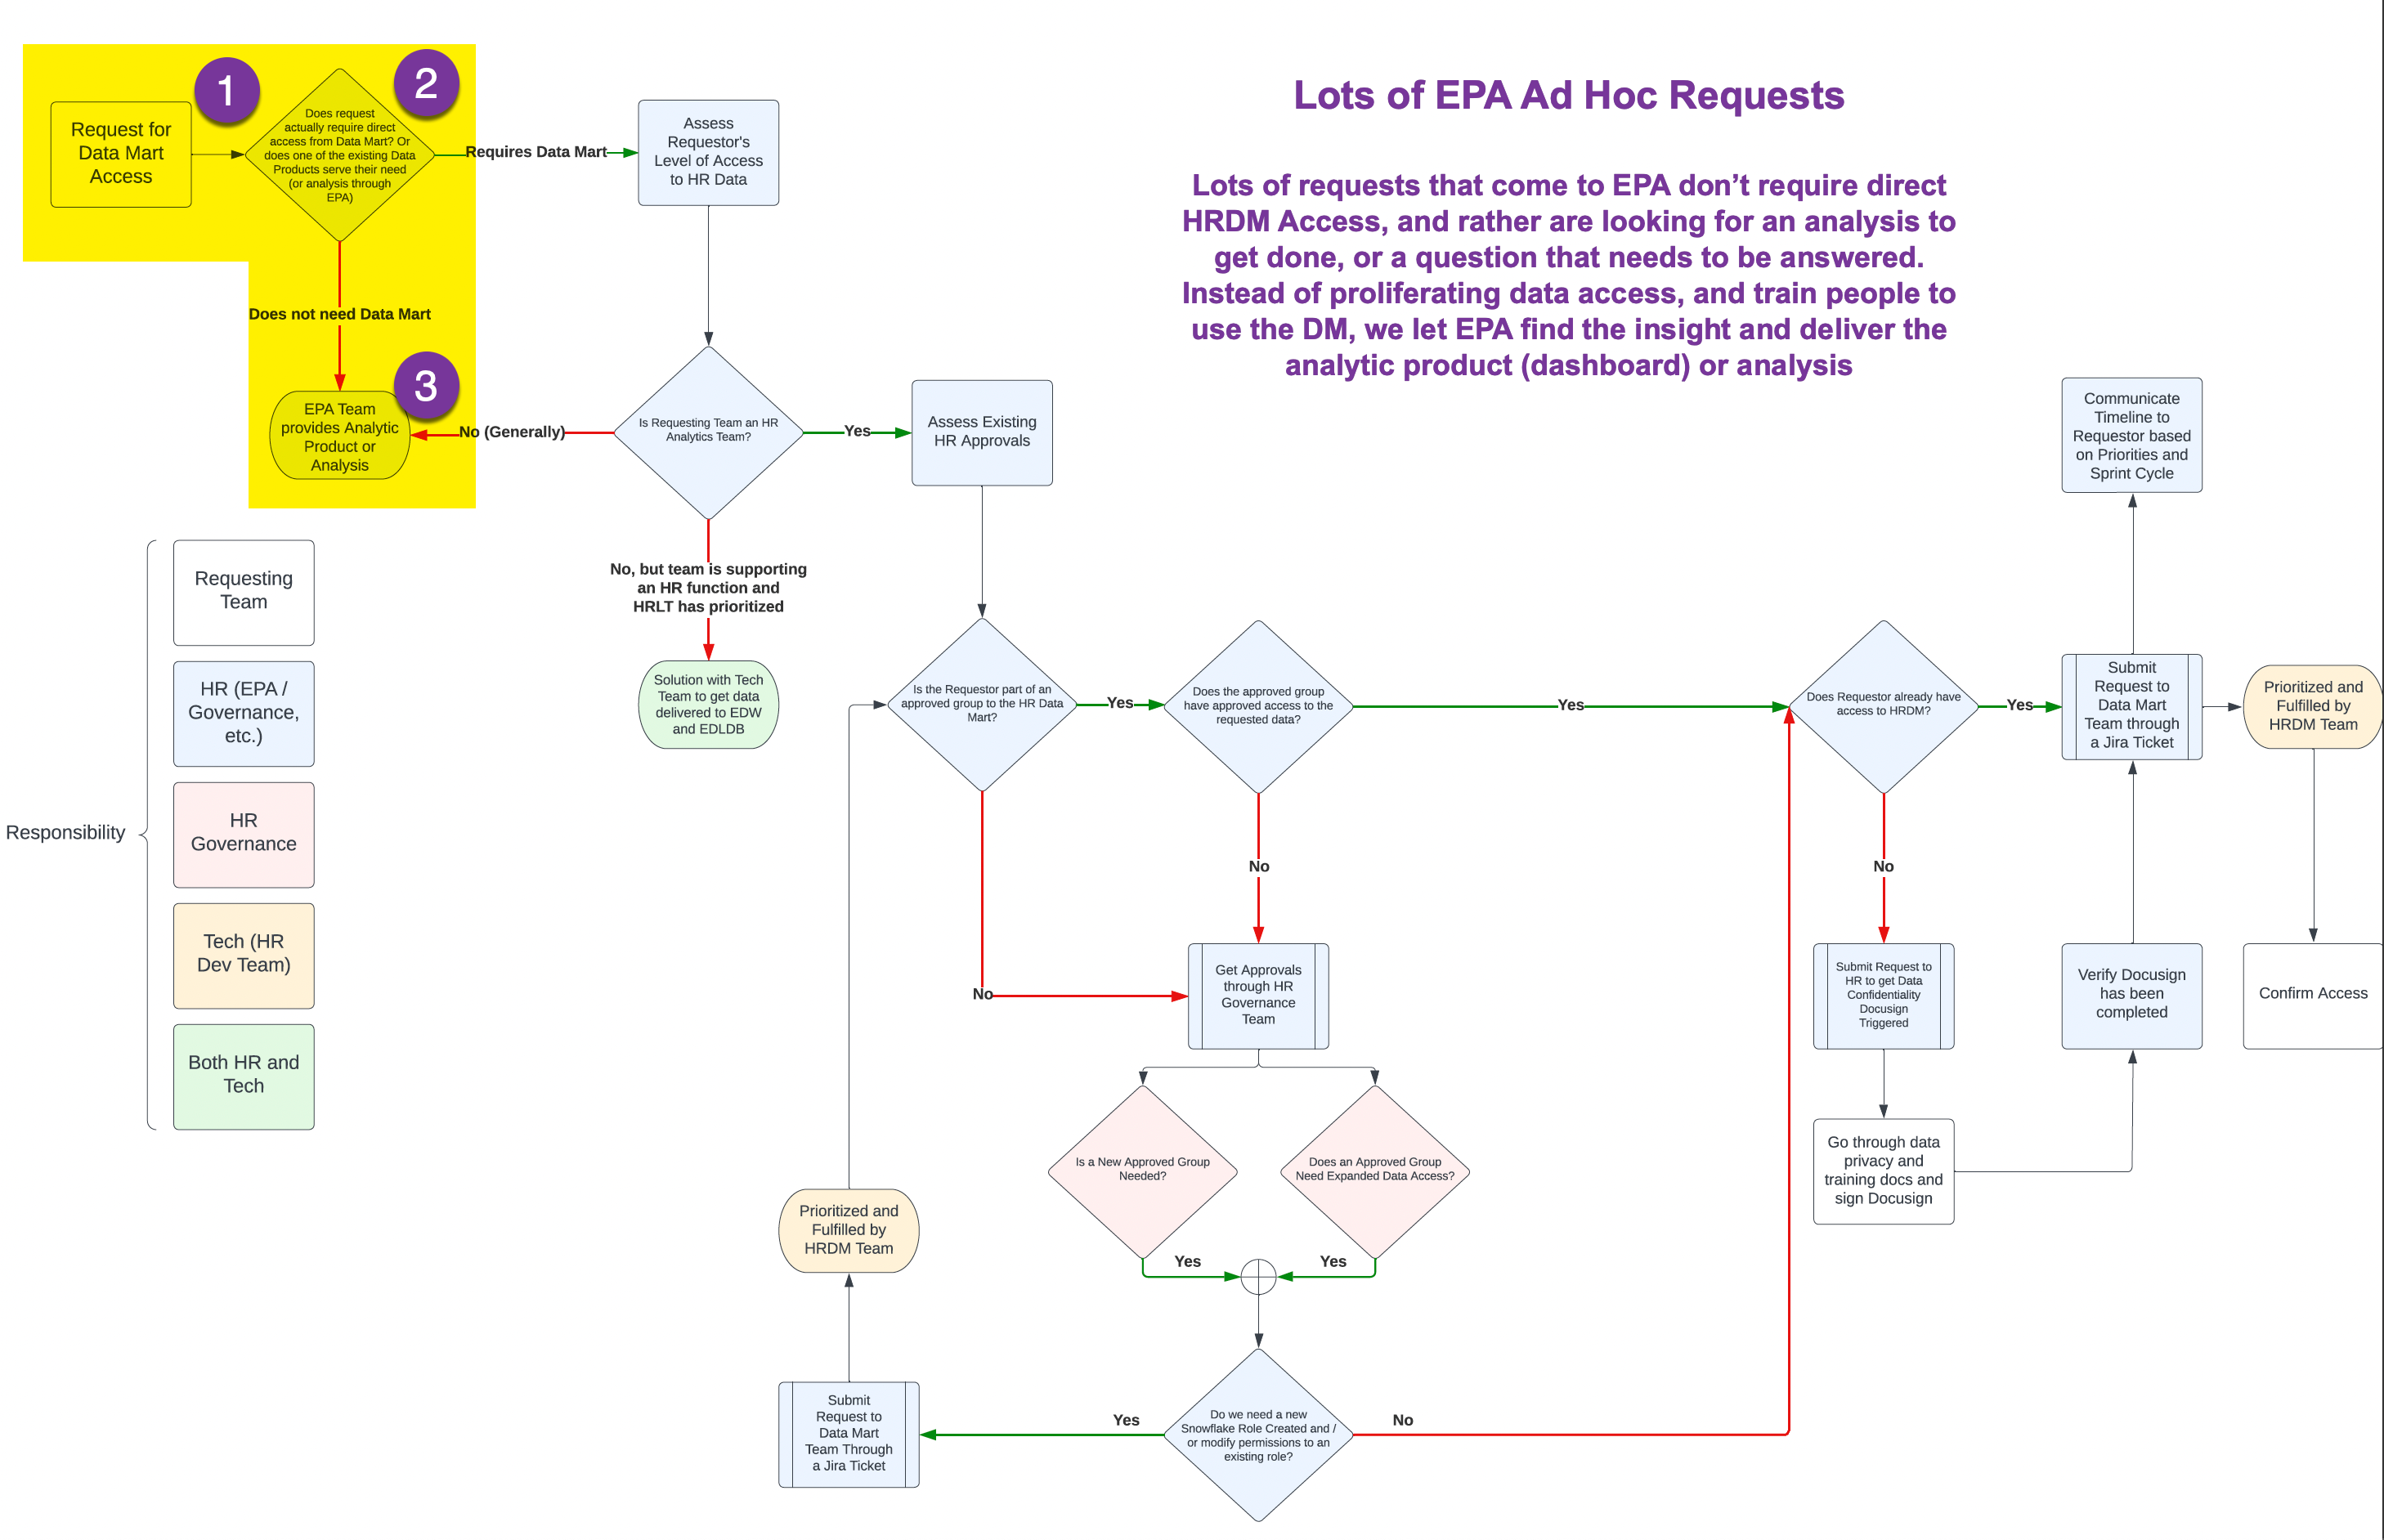 Lots of EPA Ad Hoc Requests
Lots of requests that come to EPA don’t require direct
HRDM Access, and rather are looking for an analysis to
get done, or a question that needs to be answered.
Instead of proliferating data access, and train people to
use the DM, we let EPA find the insight and deliver the
analytic product (dashboard) or analysis
1
Request for
Data Mart
Access
2
Does request
actually require direct
access from Data Mart? Or
does one of the existing Data
Products serve their need
(or analysis through
EPA)
Requires Data Mart
Assess
Requestor's
Level of Access
to HR Data
Does not need Data Mart
3
EPA Team
provides Analytic
Product or
Analysis
No (Generally)
Is Requesting Team an HR
Analytics Team?
Yes
Assess Existing
HR Approvals
No, but team is supporting
an HR function and
HRLT has prioritized
Solution with Tech
Team to get data
delivered to EDW
and EDLDB
Is the Requestor part of an
approved group to the HR Data
Mart?
Yes
Does the approved group
have approved access to the
requested data?
Yes
Does Requestor already have
access to HRDM?
Yes
Submit
Request to
Data Mart
Team through
a Jira Ticket
Communicate
Timeline to
Requestor based
on Priorities and
Sprint Cycle
Prioritized and
Fulfilled by
HRDM Team
Confirm Access
No
No
No
Get Approvals
through HR
Governance
Team
Submit Request to
HR to get Data
Confidentiality
Docusign
Triggered
Verify Docusign
has been
completed
Go through data
privacy and
training docs and
sign Docusign
Is a New Approved Group
Needed?
Does an Approved Group
Need Expanded Data Access?
Yes
Yes
Do we need a new
Snowflake Role Created and /
or modify permissions to an
existing role?
Yes
No
Submit
Request to
Data Mart
Team Through
a Jira Ticket
Prioritized and
Fulfilled by
HRDM Team
Responsibility
Requesting
Team
HR (EPA /
Governance,
etc.)
HR
Governance
Tech (HR
Dev Team)
Both HR and
Tech